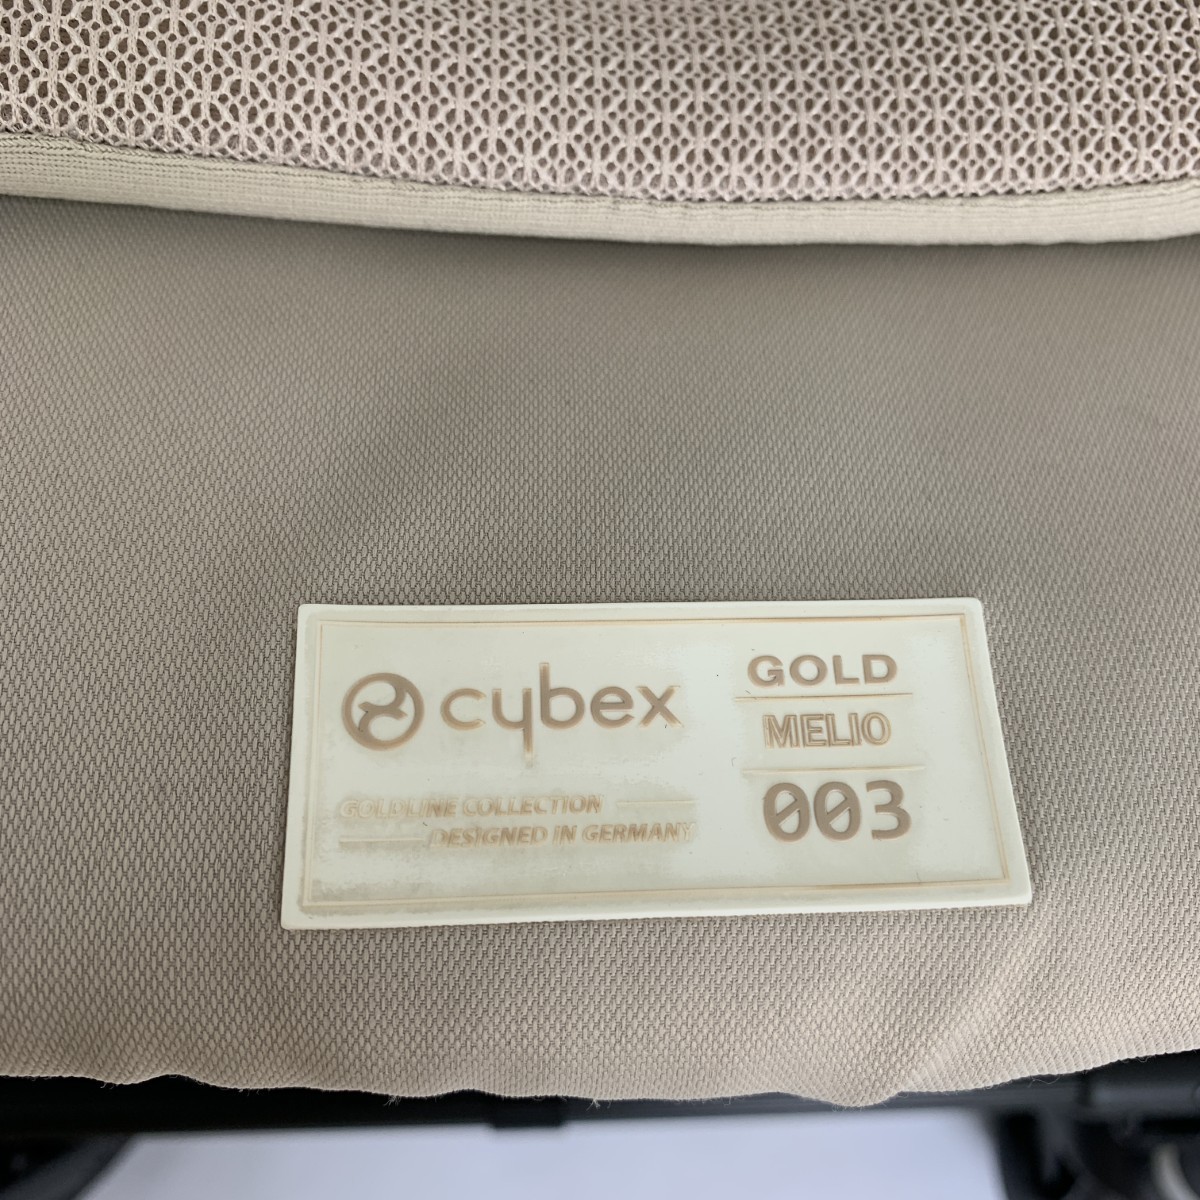 cybex
GOLDLINE COLLECTION
DESIGNED IN GERMANY
GOLD
MELIO
003